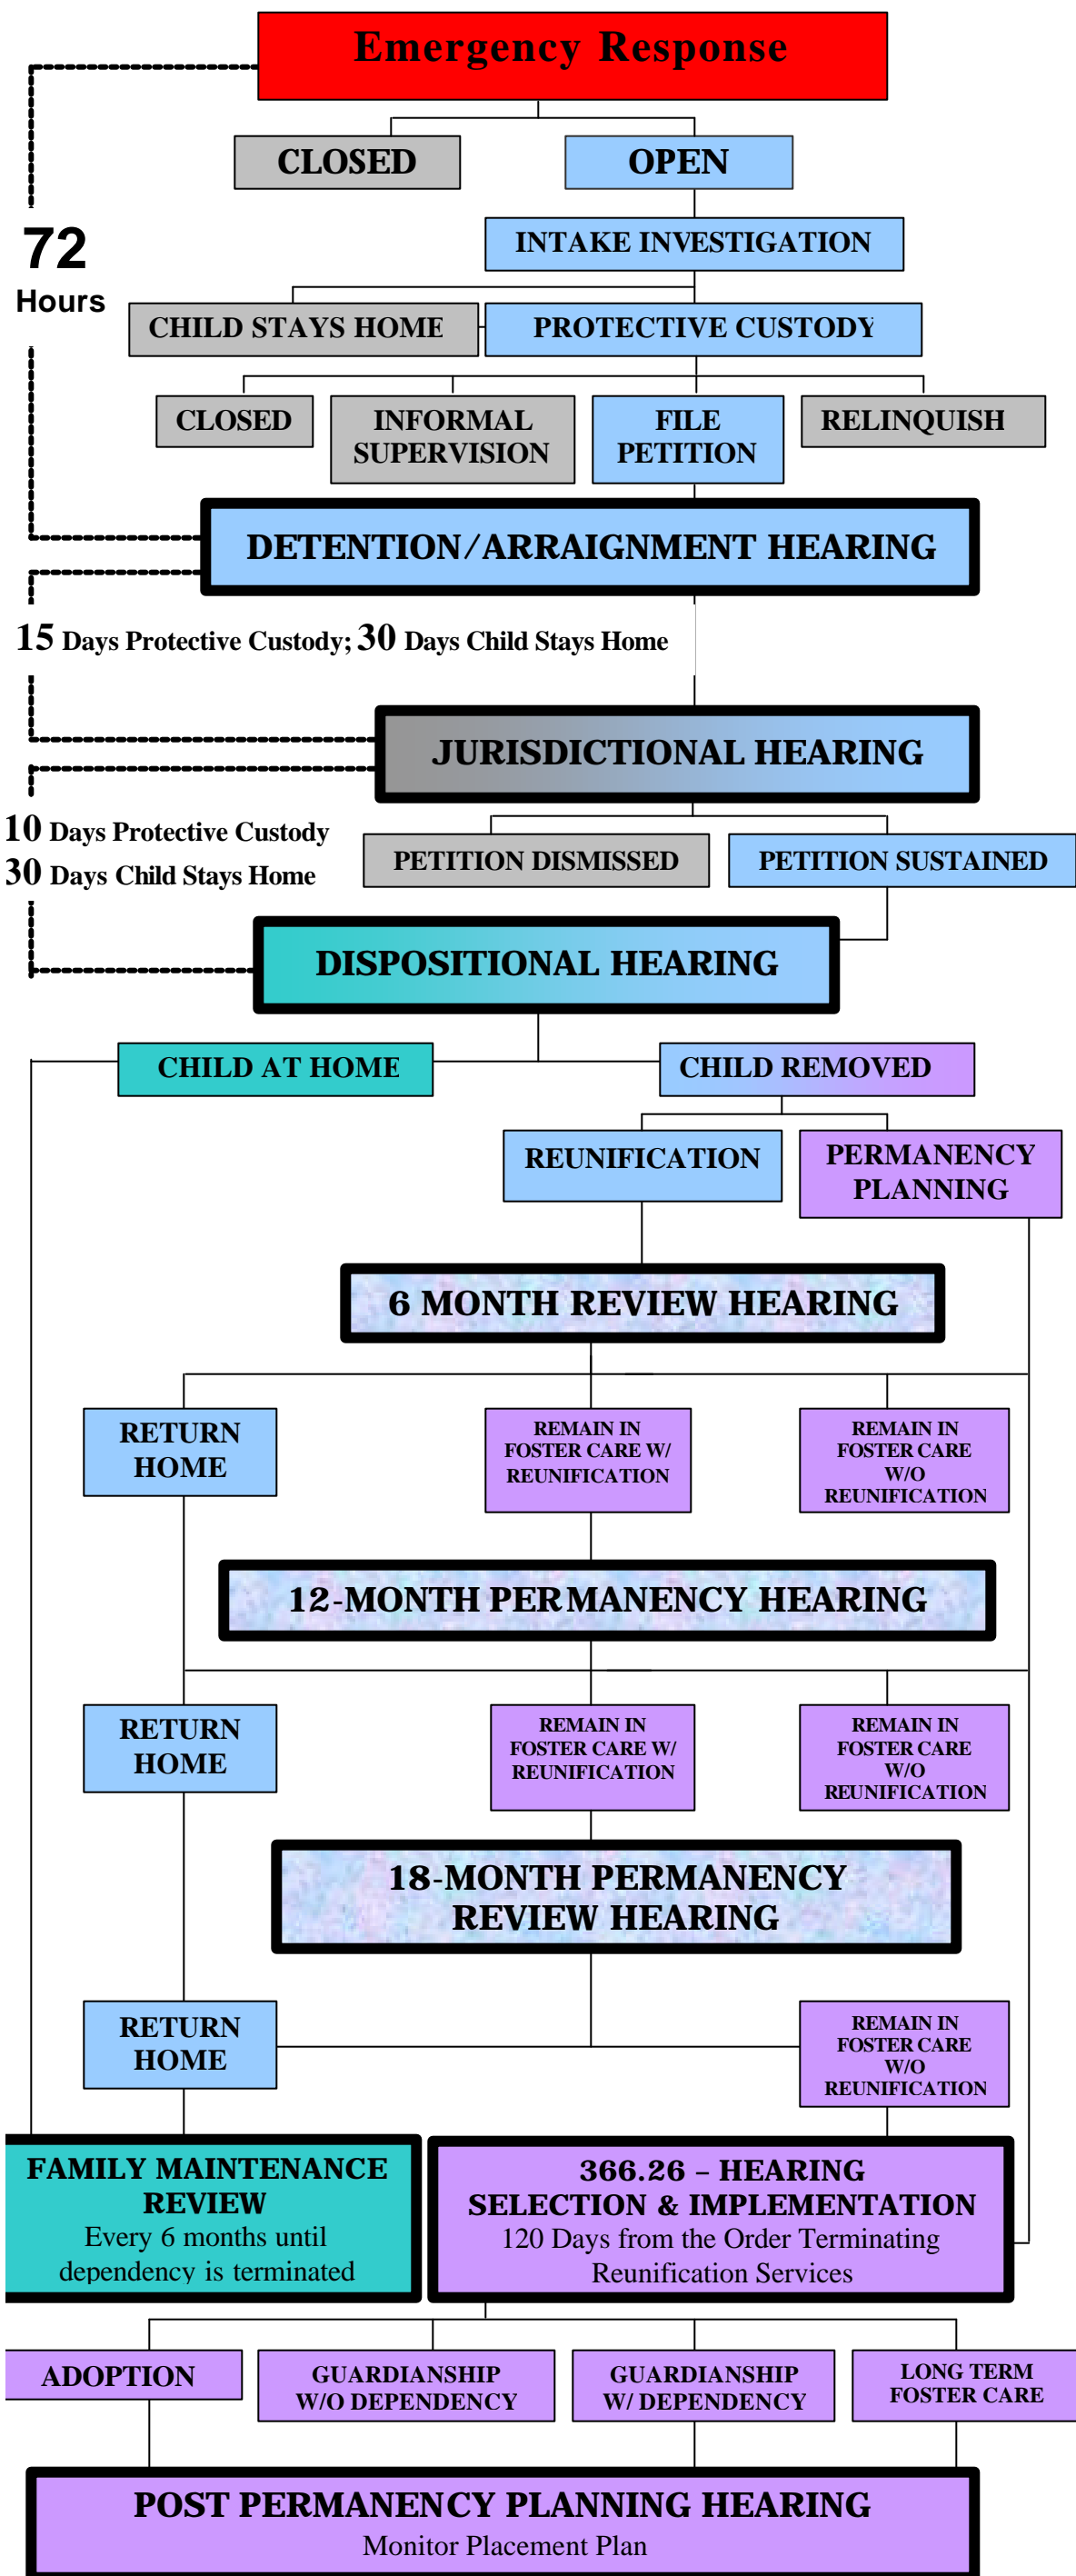 Emergency Response
CLOSED
OPEN
INTAKE INVESTIGATION
72
Hours
CHILD STAYS HOME
PROTECTIVE CUSTODY
CLOSED
INFORMAL
SUPERVISION
FILE
PETITION
RELINQUISH
DETENTION/ARRAIGNMENT HEARING
15 Days Protective Custody; 30 Days Child Stays Home
JURISDICTIONAL HEARING
10 Days Protective Custody
30 Days Child Stays Home
PETITION DISMISSED
PETITION SUSTAINED
DISPOSITIONAL HEARING
CHILD AT HOME
CHILD REMOVED
REUNIFICATION
PERMANENCY
PLANNING
6 MONTH REVIEW HEARING
RETURN
HOME
REMAIN IN
FOSTER CARE W/
REUNIFICATION
REMAIN IN
FOSTER CARE
W/O
REUNIFICATION
12-MONTH PERMANENCY HEARING
RETURN
HOME
REMAIN IN
FOSTER CARE W/
REUNIFICATION
REMAIN IN
FOSTER CARE
W/O
REUNIFICATION
18-MONTH PERMANENCY
REVIEW HEARING
RETURN
HOME
REMAIN IN
FOSTER CARE
W/O
REUNIFICATION
FAMILY MAINTENANCE
REVIEW
Every 6 months until
dependency is terminated
366.26 – HEARING
SELECTION & IMPLEMENTATION
120 Days from the Order Terminating
Reunification Services
ADOPTION
GUARDIANSHIP
W/O DEPENDENCY
GUARDIANSHIP
W/ DEPENDENCY
LONG TERM
FOSTER CARE
POST PERMANENCY PLANNING HEARING
Monitor Placement Plan